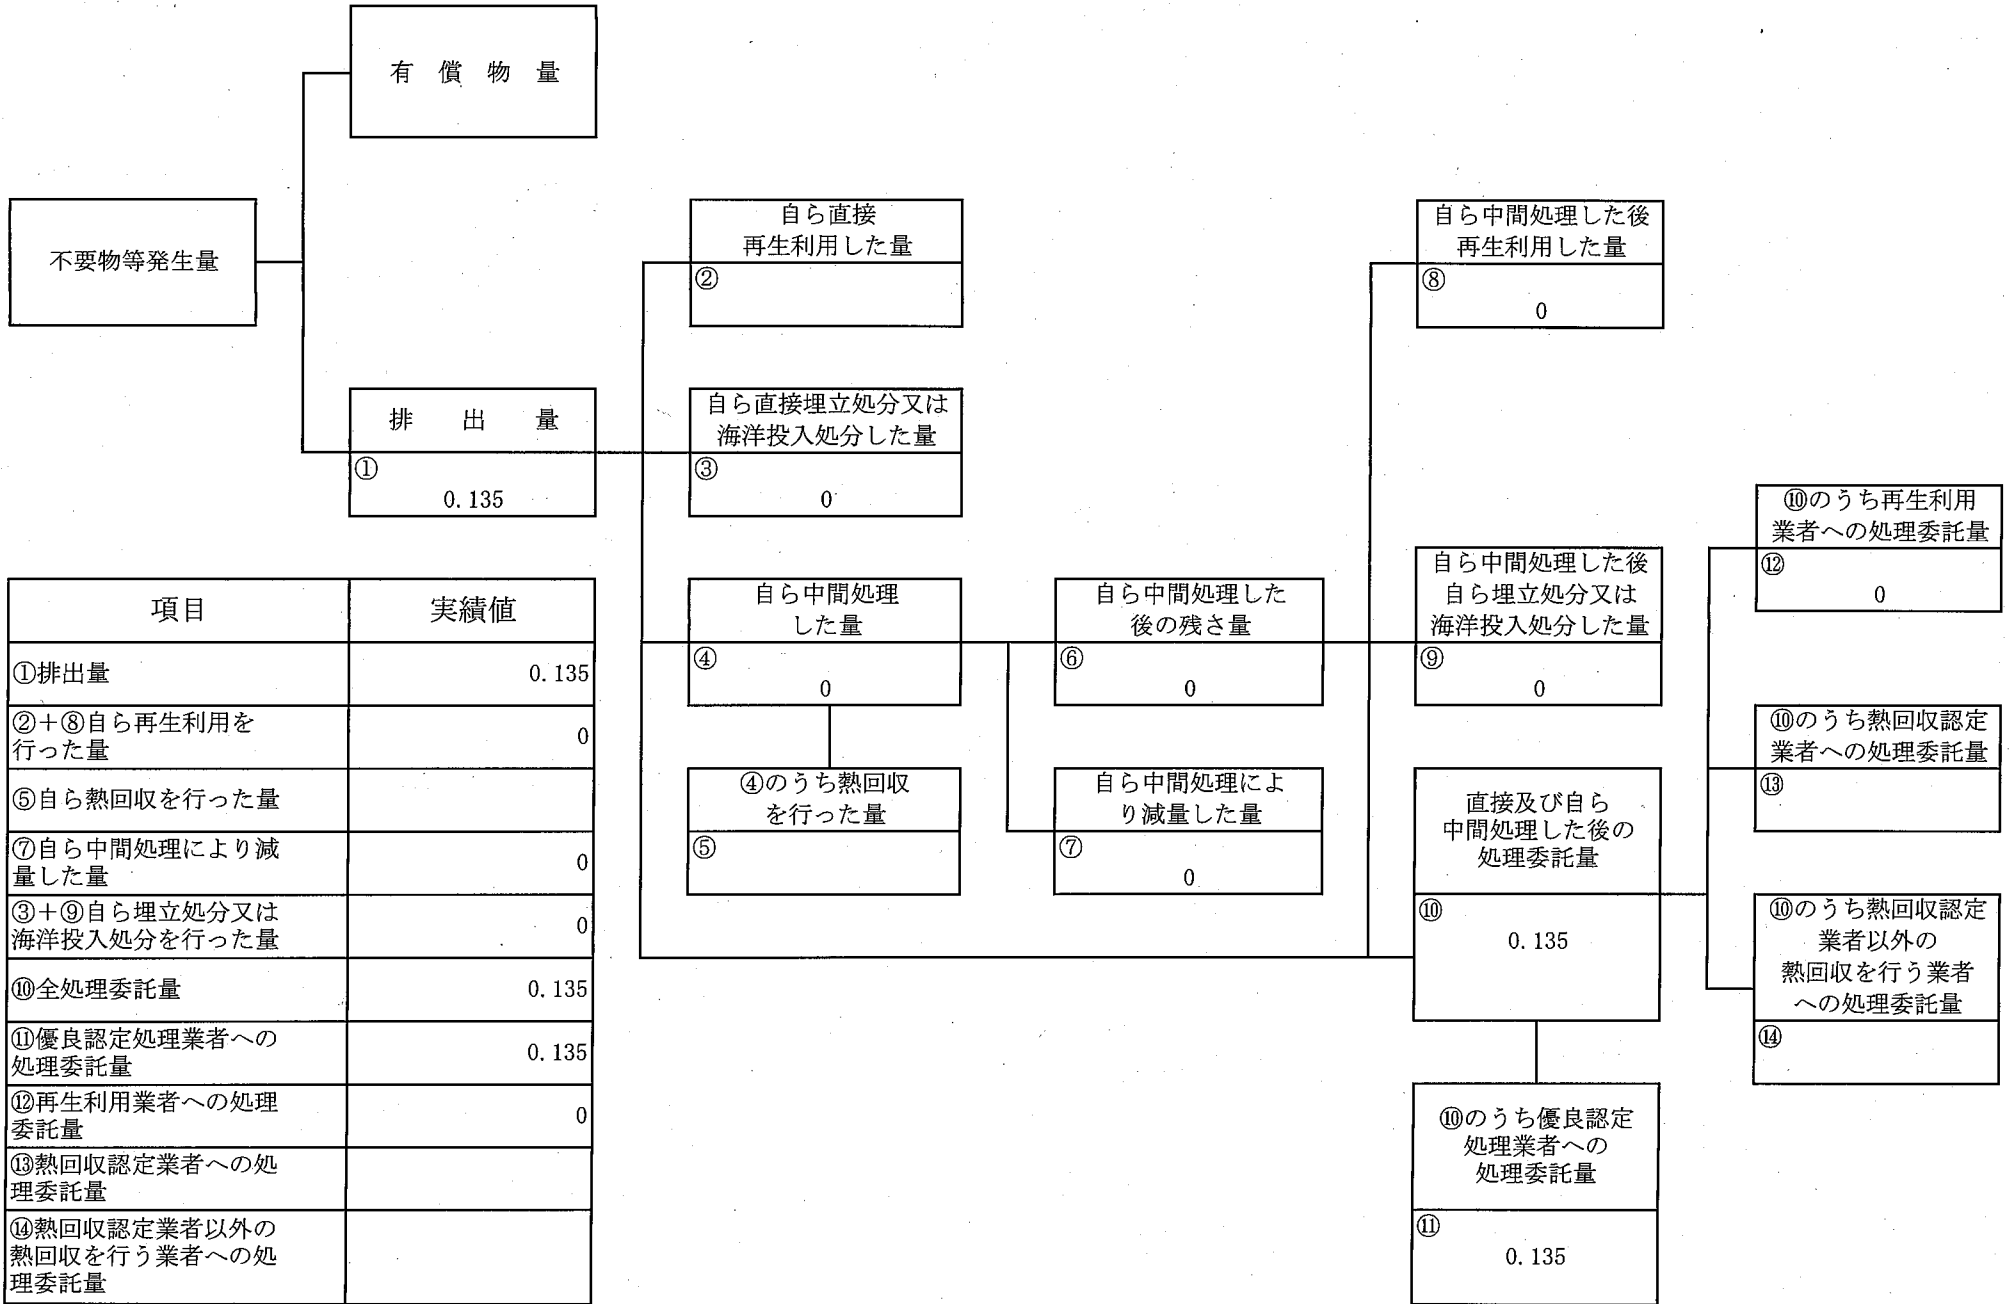 有 償 物 量
不要物等発生量
排 出 量
①
0.135
自ら直接
再生利用した量
②
自ら直接埋立処分又は
海洋投入処分した量
③
0
自ら中間処理
した量
④
0
④のうち熱回収
を行った量
⑤
自ら中間処理した
後の残さ量
⑥
0
自ら中間処理によ
り減量した量
⑦
0
自ら中間処理した後
再生利用した量
⑧
0
自ら中間処理した後
自ら埋立処分又は
海洋投入処分した量
⑨
0
直接及び自ら
中間処理した後の
処理委託量
⑩
0.135
⑩のうち優良認定
処理業者への
処理委託量
⑪
0.135
⑩のうち再生利用
業者への処理委託量
⑫
0
⑩のうち熱回収認定
業者への処理委託量
⑬
⑩のうち熱回収認定
業者以外の
熱回収を行う業者
への処理委託量
⑭
項目 実績値
①排出量 0.135
②+⑧自ら再生利用を
行った量 0
⑤自ら熱回収を行った量
⑦自ら中間処理により減
量した量 0
③+⑨自ら埋立処分又は
海洋投入処分を行った量 0
⑩全処理委託量 0.135
⑪優良認定処理業者への
処理委託量 0.135
⑫再生利用業者への処理
委託量 0
⑬熱回収認定業者への処
理委託量
⑭熱回収認定業者以外の
熱回収を行う業者への処
理委託量